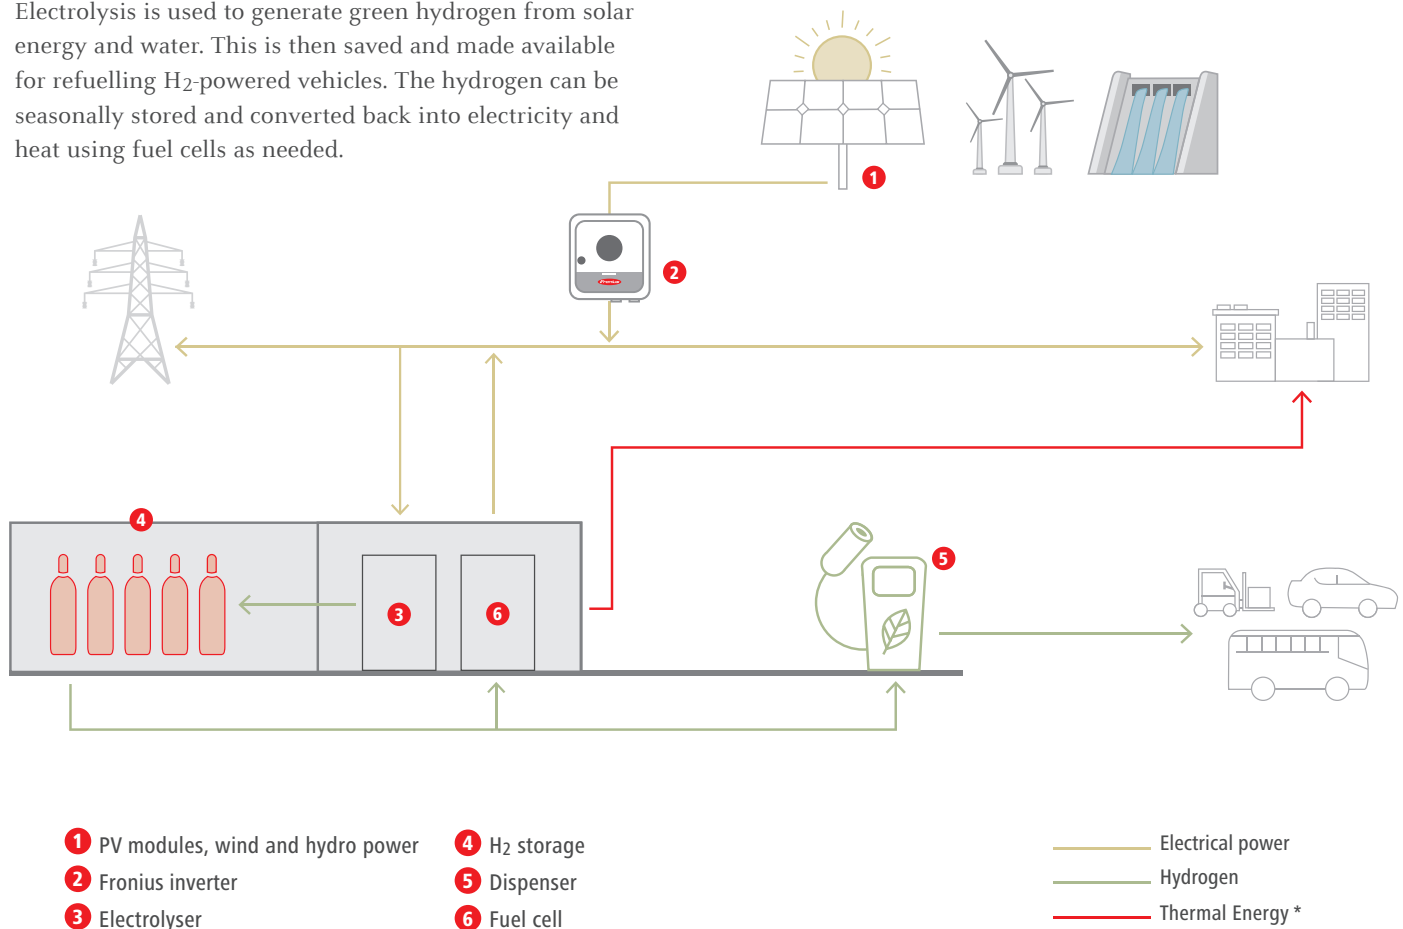 Electrolysis is used to generate green hydrogen from solar
energy and water. This is then saved and made available
for refuelling H2-powered vehicles. The hydrogen can be
seasonally stored and converted back into electricity and
heat using fuel cells as needed.
1
Fronius
2
4
3
6
5
1 PV modules, wind and hydro power
2 Fronius inverter
3 Electrolyser
4 H2 storage
5 Dispenser
6 Fuel cell
Electrical power
Hydrogen
Thermal Energy *